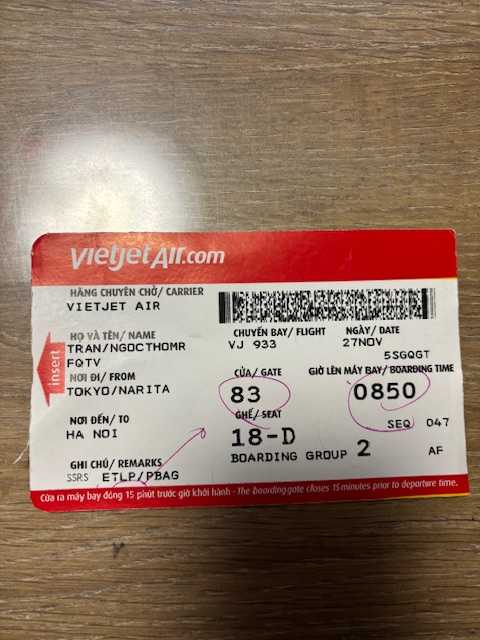 vietjetAir.com
HÃNG CHUYÊN CHỞ/ CARRIER
VIETJET AIR
HỌ VÀ TÊN/ NAME
TRAN/NGOCTHOMR
FQTV
NƠI ĐI/ FROM
TOKYO/NARITA
NƠI ĐẾN/ TO
HA NOI
GHI CHÚ/ REMARKS
SSRS ETLP/PBAG
insert
CHUYẾN BAY/ FLIGHT NGÀY/ DATE
VJ 933 27NOV
5SGQGT
CỬA/ GATE GIỜ LÊN MÁY BAY/ BOARDING TIME
83 0850
GHẾ/ SEAT
SEQ 047
18-D
BOARDING GROUP 2 AF
Cửa ra máy bay đóng 15 phút trước giờ khởi hành - The boarding gate closes 15 minutes prior to departure time.